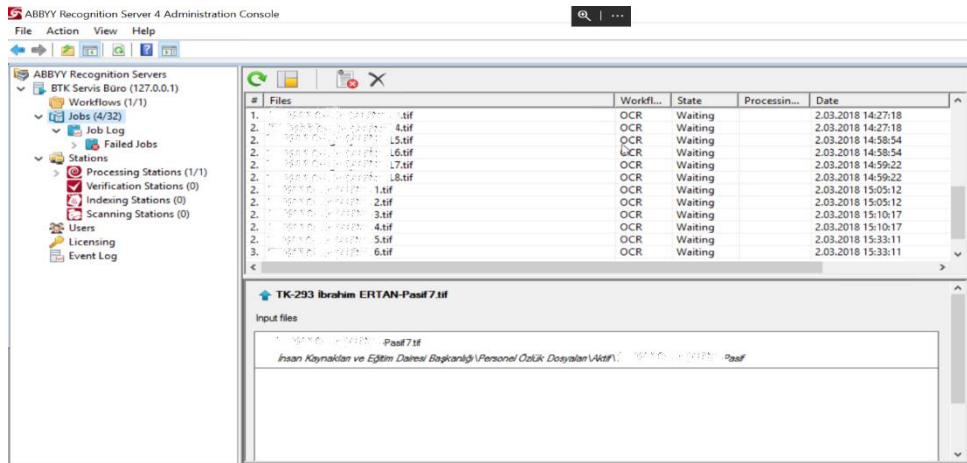 ABBYY Recognition Server 4 Administration Console
File Action View Help
ABBYY Recognition Servers
BTK Servis Büro (127.0.0.1)
Workflows (1/1)
Jobs (4/32)
Job Log
Failed Jobs
Stations
Processing Stations (1/1)
Verification Stations (0)
Indexing Stations (0)
Scanning Stations (0)
Users
Licensing
Event Log
# Files Workfl... State Processin... Date
1. .tif OCR Waiting 2.03.2018 14:27:18
2. 4.tif OCR Waiting 2.03.2018 14:27:18
2. 5.tif OCR Waiting 2.03.2018 14:58:54
2. 6.tif OCR Waiting 2.03.2018 14:58:54
2. 7.tif OCR Waiting 2.03.2018 14:59:22
2. 8.tif OCR Waiting 2.03.2018 14:59:22
2. 1.tif OCR Waiting 2.03.2018 15:05:12
2. 2.tif OCR Waiting 2.03.2018 15:05:12
2. 3.tif OCR Waiting 2.03.2018 15:10:17
2. 4.tif OCR Waiting 2.03.2018 15:10:17
2. 5.tif OCR Waiting 2.03.2018 15:33:11
3. 6.tif OCR Waiting 2.03.2018 15:33:11
TK-293 İbrahim ERTAN-Pasif7.tif
Input files
-Pasif7.tif
İnsan Kaynakları ve Eğitim Dairesi Başkanlığı\Personel Özlük Dosyaları\Aktif\ Pasif